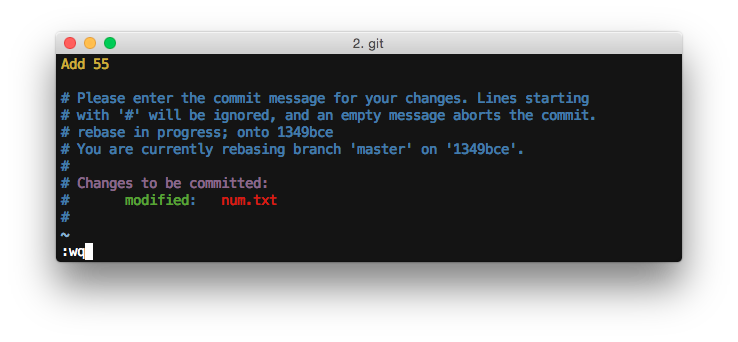 2. git
Add 55
# Please enter the commit message for your changes. Lines starting
# with '#' will be ignored, and an empty message aborts the commit.
# rebase in progress; onto 1349bce
# You are currently rebasing branch 'master' on '1349bce'.
#
# Changes to be committed:
#       modified:   num.txt
#
~
:wq